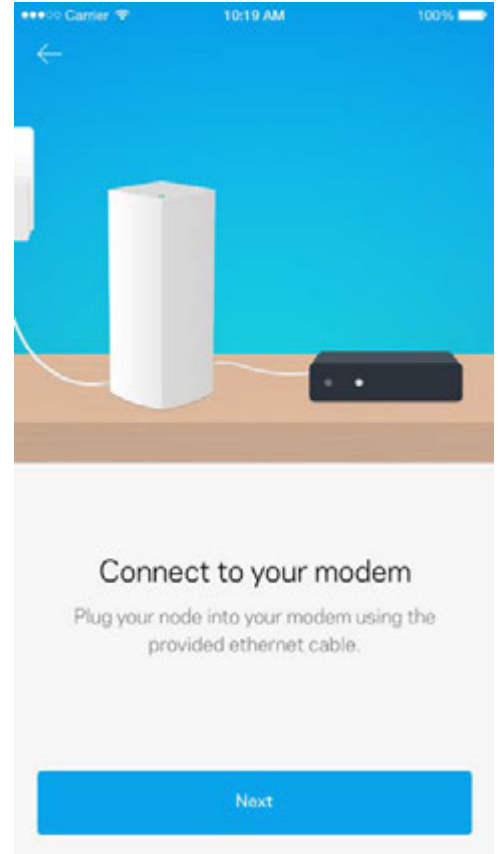 Carrier 10:19 AM 100%
Connect to your modem
Plug your node into your modem using the
provided ethernet cable.
Next